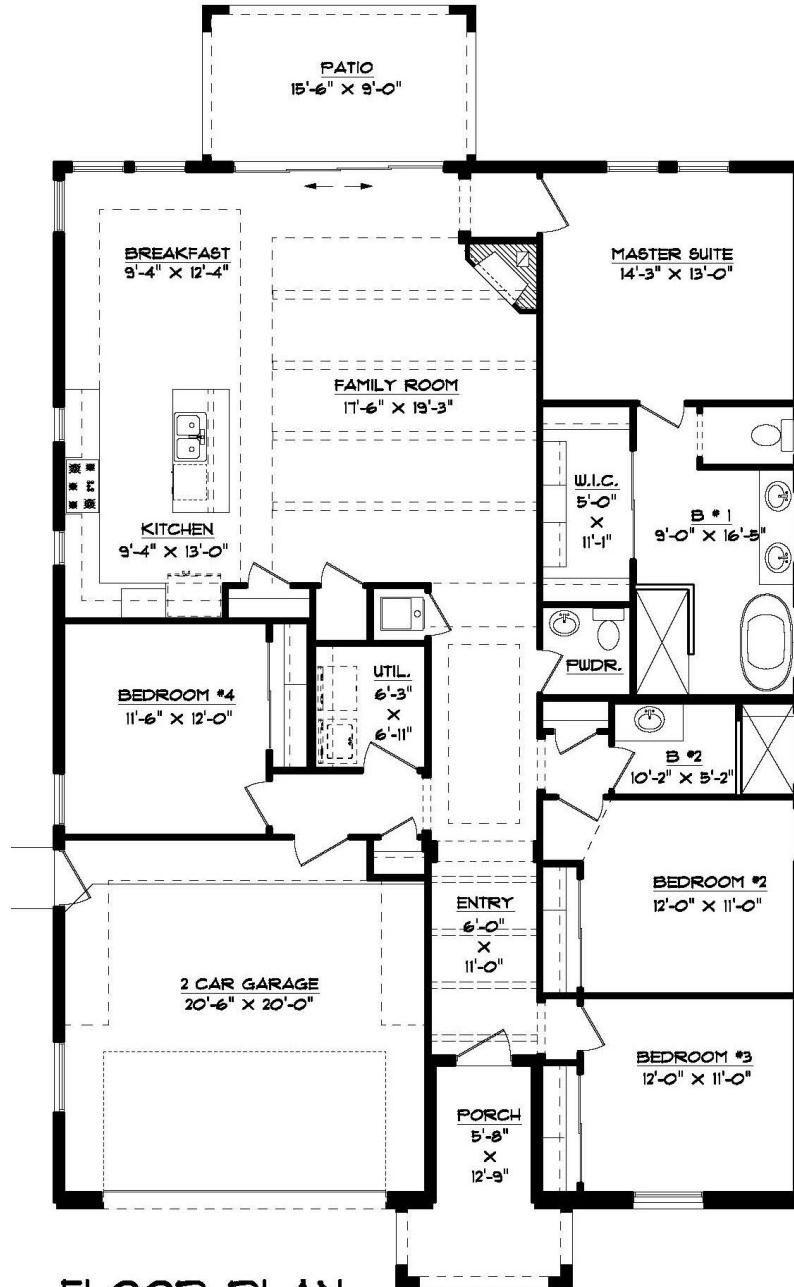 PATIO
15'-6" X 9'-0"
BREAKFAST
9'-4" X 12'-4"
MASTER SUITE
14'-3" X 13'-0"
FAMILY ROOM
17'-6" X 19'-3"
W.I.C.
5'-0"
X
11'-1"
B #1
9'-0" X 16'-5"
KITCHEN
9'-4" X 13'-0"
PWDR.
UTIL.
6'-3"
X
6'-11"
BEDROOM #4
11'-6" X 12'-0"
B #2
10'-2" X 5'-2"
BEDROOM #2
12'-0" X 11'-0"
ENTRY
6'-0"
X
11'-0"
2 CAR GARAGE
20'-6" X 20'-0"
BEDROOM #3
12'-0" X 11'-0"
PORCH
5'-8"
X
12'-9"
FLOOR PLAN